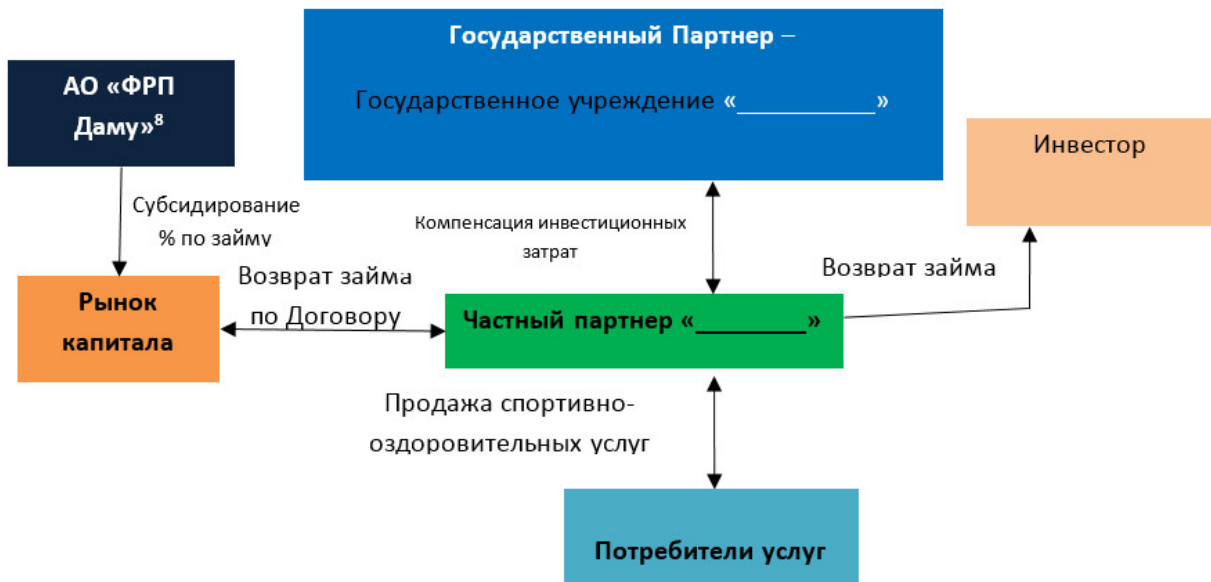 Государственный Партнер –
Государственное учреждение «__________»
АО «ФРП
Даму»⁸
Инвестор
Субсидирование
% по займу
Компенсация инвестиционных
затрат
Возврат займа
по Договору
Возврат займа
Рынок
капитала
Частный партнер «________»
Продажа спортивно-
оздоровительных услуг
Потребители услуг